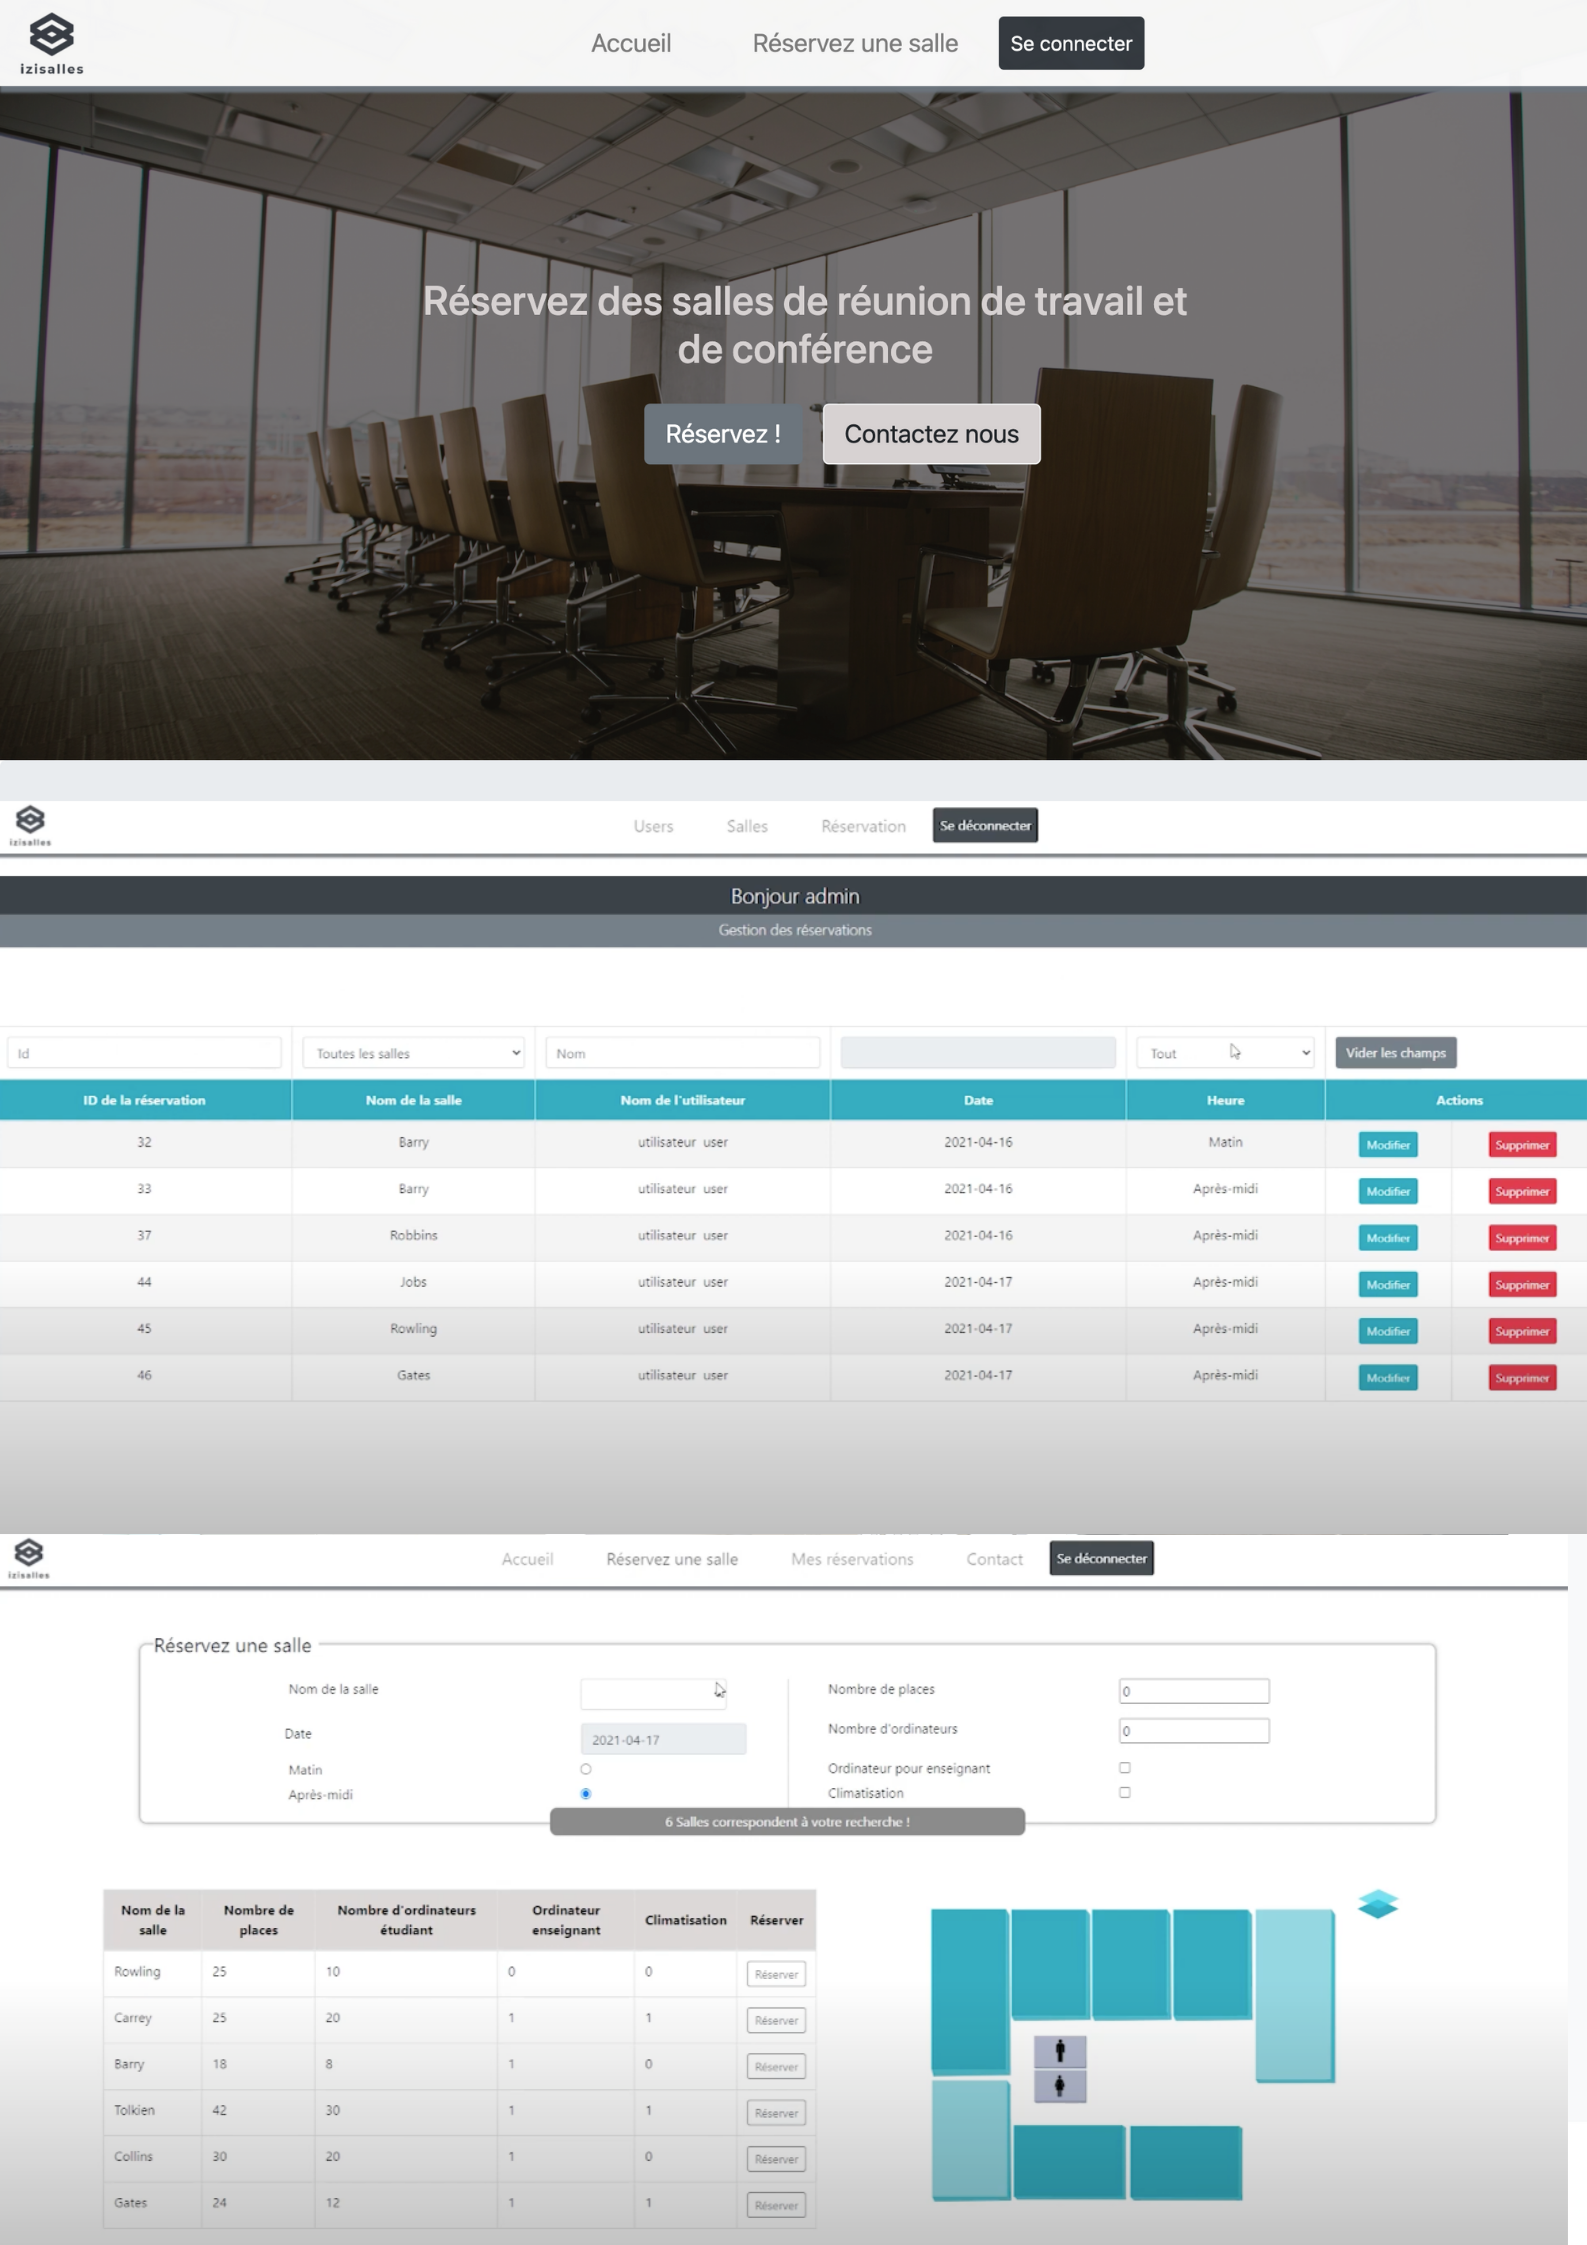 izisalles
Accueil Réservez une salle Se connecter
Réservez des salles de réunion de travail et
de conférence
Réservez ! Contactez nous
izisalles
Users Salles Réservation Se déconnecter
Bonjour admin
Gestion des réservations
Id Toutes les salles Nom Tout Vider les champs
ID de la réservation Nom de la salle Nom de l'utilisateur Date Heure Actions
32 Barry utilisateur user 2021-04-16 Matin Modifier Supprimer
33 Barry utilisateur user 2021-04-16 Après-midi Modifier Supprimer
37 Robbins utilisateur user 2021-04-16 Après-midi Modifier Supprimer
44 Jobs utilisateur user 2021-04-17 Après-midi Modifier Supprimer
45 Rowling utilisateur user 2021-04-17 Après-midi Modifier Supprimer
46 Gates utilisateur user 2021-04-17 Après-midi Modifier Supprimer
izisalles
Accueil Réservez une salle Mes réservations Contact Se déconnecter
Réservez une salle
Nom de la salle
Date 2021-04-17
Matin
Après-midi
Nombre de places 0
Nombre d'ordinateurs 0
Ordinateur pour enseignant
Climatisation
6 Salles correspondent à votre recherche !
Nom de la salle Nombre de places Nombre d'ordinateurs étudiant Ordinateur enseignant Climatisation Réserver
Rowling 25 10 0 0 Réserver
Carrey 25 20 1 1 Réserver
Barry 18 8 1 0 Réserver
Tolkien 42 30 1 1 Réserver
Collins 30 20 1 0 Réserver
Gates 24 12 1 1 Réserver